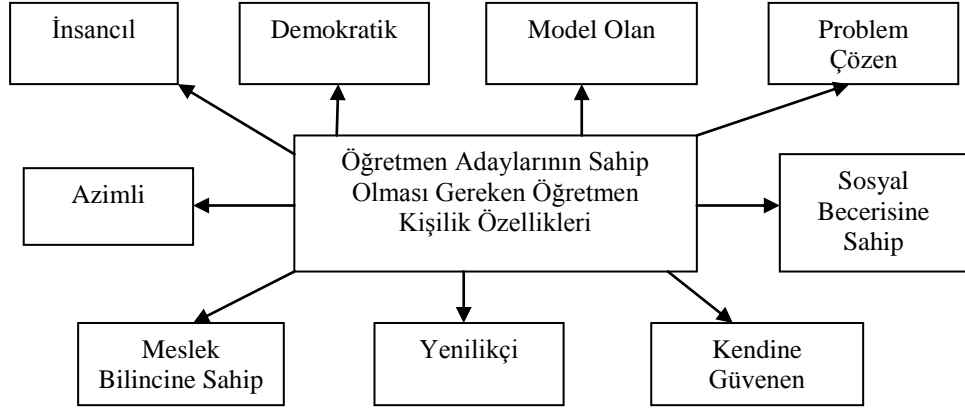 İnsancıl
Demokratik
Model Olan
Problem
Çözen
Öğretmen Adaylarının Sahip
Olması Gereken Öğretmen
Kişilik Özellikleri
Azimli
Sosyal
Becerisine
Sahip
Meslek
Bilincine Sahip
Yenilikçi
Kendine
Güvenen